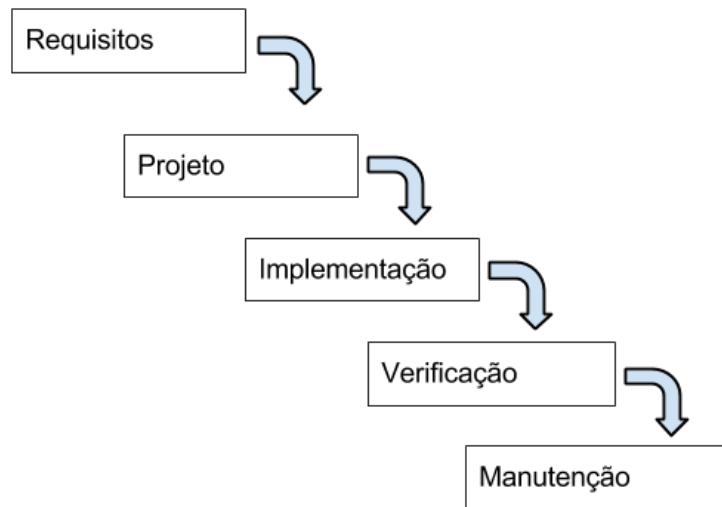 Requisitos
Projeto
Implementação
Verificação
Manutenção